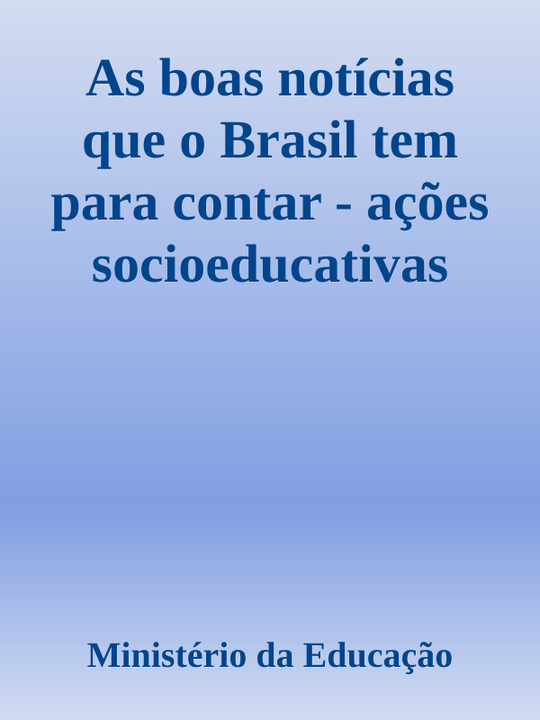 As boas notícias
que o Brasil tem
para contar - ações
socioeducativas
Ministério da Educação